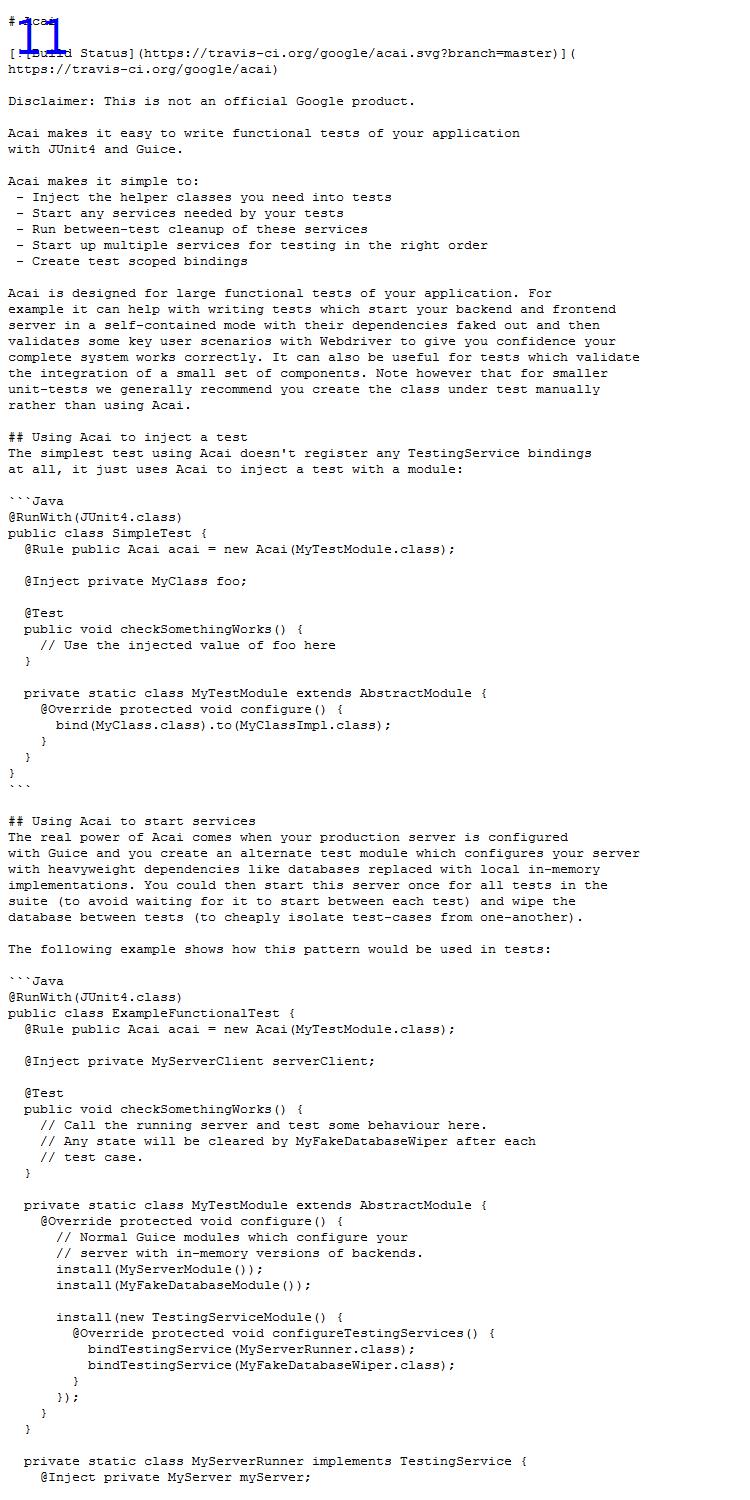 # Acai
11
[![Build Status](https://travis-ci.org/google/acai.svg?branch=master)](
https://travis-ci.org/google/acai)

Disclaimer: This is not an official Google product.

Acai makes it easy to write functional tests of your application
with JUnit4 and Guice.

Acai makes it simple to:
 - Inject the helper classes you need into tests
 - Start any services needed by your tests
 - Run between-test cleanup of these services
 - Start up multiple services for testing in the right order
 - Create test scoped bindings

Acai is designed for large functional tests of your application. For
example it can help with writing tests which start your backend and frontend
server in a self-contained mode with their dependencies faked out and then
validates some key user scenarios with Webdriver to give you confidence your
complete system works correctly. It can also be useful for tests which validate
the integration of a small set of components. Note however that for smaller
unit-tests we generally recommend you create the class under test manually
rather than using Acai.

## Using Acai to inject a test
The simplest test using Acai doesn't register any TestingService bindings
at all, it just uses Acai to inject a test with a module:

```Java
@RunWith(JUnit4.class)
public class SimpleTest {
  @Rule public Acai acai = new Acai(MyTestModule.class);

  @Inject private MyClass foo;

  @Test
  public void checkSomethingWorks() {
    // Use the injected value of foo here
  }

  private static class MyTestModule extends AbstractModule {
    @Override protected void configure() {
      bind(MyClass.class).to(MyClassImpl.class);
    }
  }
}
```

## Using Acai to start services
The real power of Acai comes when your production server is configured
with Guice and you create an alternate test module which configures your server
with heavyweight dependencies like databases replaced with local in-memory
implementations. You could then start this server once for all tests in the
suite (to avoid waiting for it to start between each test) and wipe the
database between tests (to cheaply isolate test-cases from one-another).

The following example shows how this pattern would be used in tests:

```Java
@RunWith(JUnit4.class)
public class ExampleFunctionalTest {
  @Rule public Acai acai = new Acai(MyTestModule.class);

  @Inject private MyServerClient serverClient;

  @Test
  public void checkSomethingWorks() {
    // Call the running server and test some behaviour here.
    // Any state will be cleared by MyFakeDatabaseWiper after each
    // test case.
  }

  private static class MyTestModule extends AbstractModule {
    @Override protected void configure() {
      // Normal Guice modules which configure your
      // server with in-memory versions of backends.
      install(MyServerModule());
      install(MyFakeDatabaseModule());

      install(new TestingServiceModule() {
        @Override protected void configureTestingServices() {
          bindTestingService(MyServerRunner.class);
          bindTestingService(MyFakeDatabaseWiper.class);
        }
      });
    }
  }

  private static class MyServerRunner implements TestingService {
    @Inject private MyServer myServer;